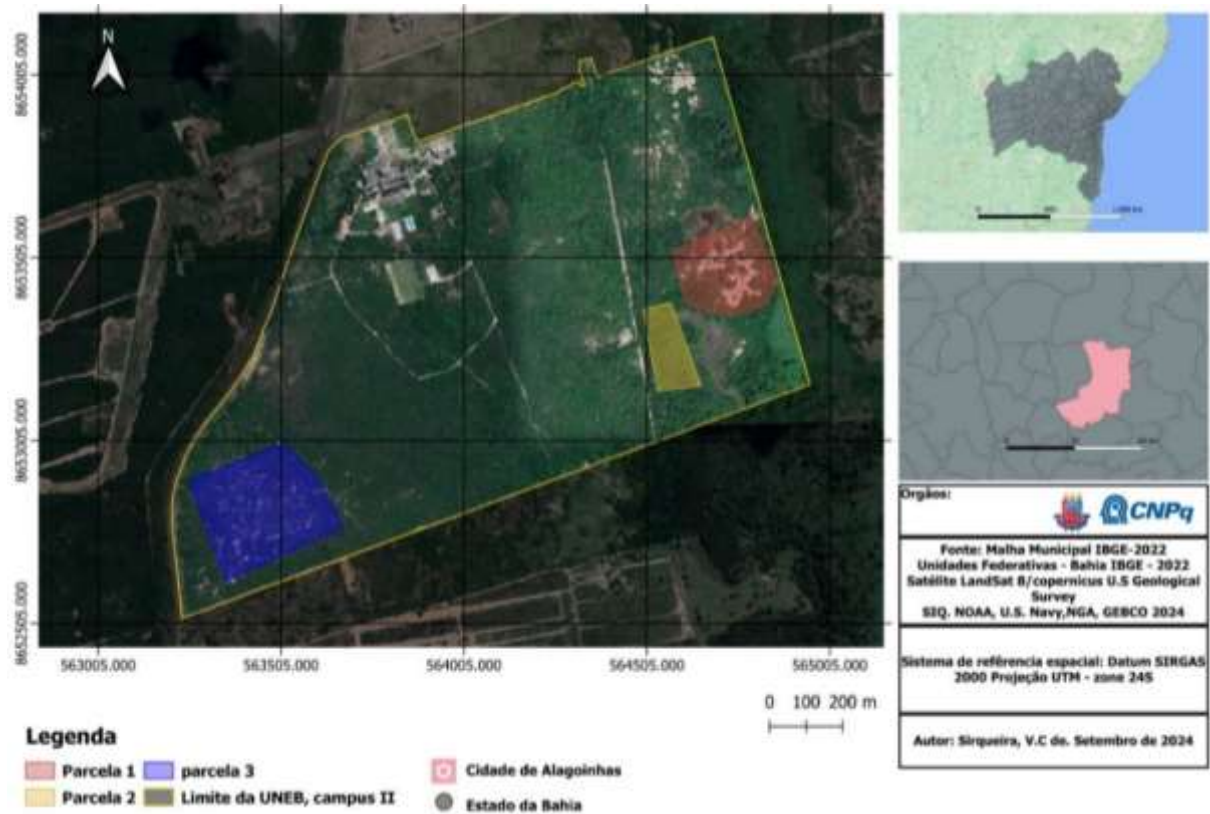 N
8654005.000
8653505.000
8653005.000
8652505.000
563005.000
563505.000
564005.000
564505.000
565005.000
0 100 200 m
Legenda
Parcela 1
parcela 3
Cidade de Alagoinhas
Parcela 2
Limite da UNEB, campus II
Estado da Bahia
Orgãos:
CNPq
Fonte: Malha Municipal IBGE-2022
Unidades Federativas - Bahia IBGE - 2022
Satélite LandSat 8/copernicus U.S Geological
Survey
SIQ. NOAA, U.S. Navy,NGA, GEBCO 2024
Sistema de refêrencia espacial: Datum SIRGAS
2000 Projeção UTM - zone 24S
Autor: Sirqueira, V.C de. Setembro de 2024